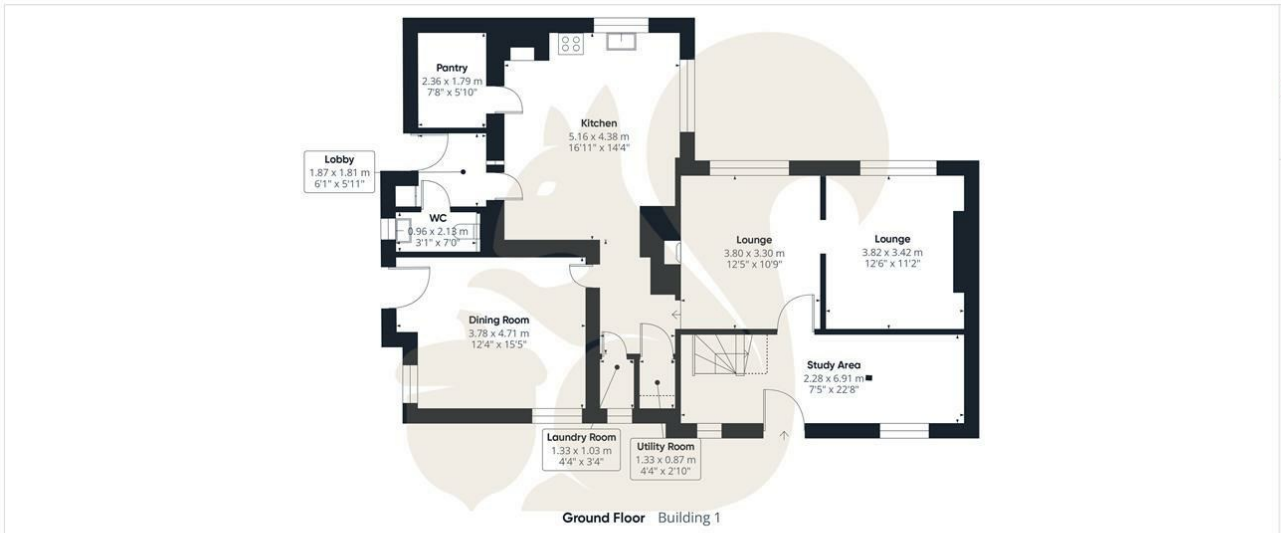 Pantry
2.36 x 1.79 m
7'8" x 5'10"
Kitchen
5.16 x 4.38 m
16'11" x 14'4"
Lobby
1.87 x 1.81 m
6'1" x 5'11"
WC
0.96 x 2.13 m
3'1" x 7'0"
Lounge
3.80 x 3.30 m
12'5" x 10'9"
Lounge
3.82 x 3.42 m
12'6" x 11'2"
Dining Room
3.78 x 4.71 m
12'4" x 15'5"
Study Area
2.28 x 6.91 m
7'5" x 22'8"
Laundry Room
1.33 x 1.03 m
4'4" x 3'4"
Utility Room
1.33 x 0.87 m
4'4" x 2'10"
Ground Floor Building 1